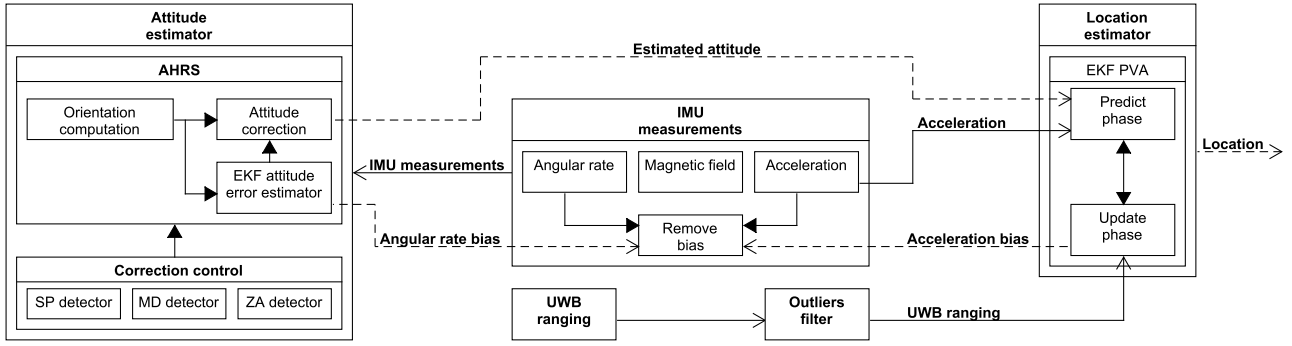 Attitude
estimator
AHRS
Orientation
computation
Attitude
correction
EKF attitude
error estimator
Correction control
SP detector
MD detector
ZA detector
Estimated attitude
IMU measurements
Angular rate bias
IMU
measurements
Angular rate
Magnetic field
Acceleration
Remove
bias
Acceleration
Acceleration bias
UWB
ranging
Outliers
filter
UWB ranging
Location
estimator
EKF PVA
Predict
phase
Update
phase
Location